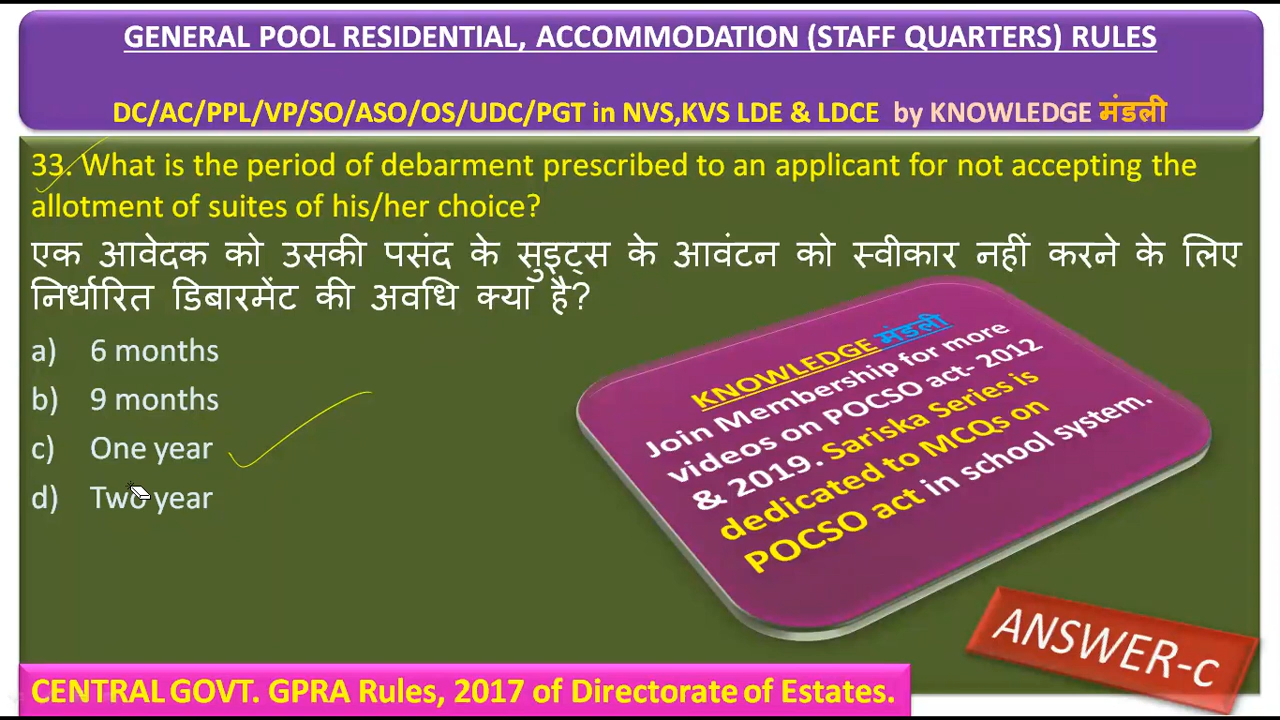 GENERAL POOL RESIDENTIAL, ACCOMMODATION (STAFF QUARTERS) RULES
DC/AC/PPL/VP/SO/ASO/OS/UDC/PGT in NVS,KVS LDE & LDCE by KNOWLEDGE मंडली
33. What is the period of debarment prescribed to an applicant for not accepting the
allotment of suites of his/her choice?
एक आवेदक को उसकी पसंद के सुइट्स के आवंटन को स्वीकार नहीं करने के लिए
निर्धारित डिबारमेंट की अवधि क्या है?
a) 6 months
b) 9 months
c) One year
d) Two year
KNOWLEDGE मंडली
Join Membership for more
videos on POCSO act- 2012
& 2019. Sariska Series is
dedicated to MCQs on
POCSO act in school system.
ANSWER-c
CENTRAL GOVT. GPRA Rules, 2017 of Directorate of Estates.